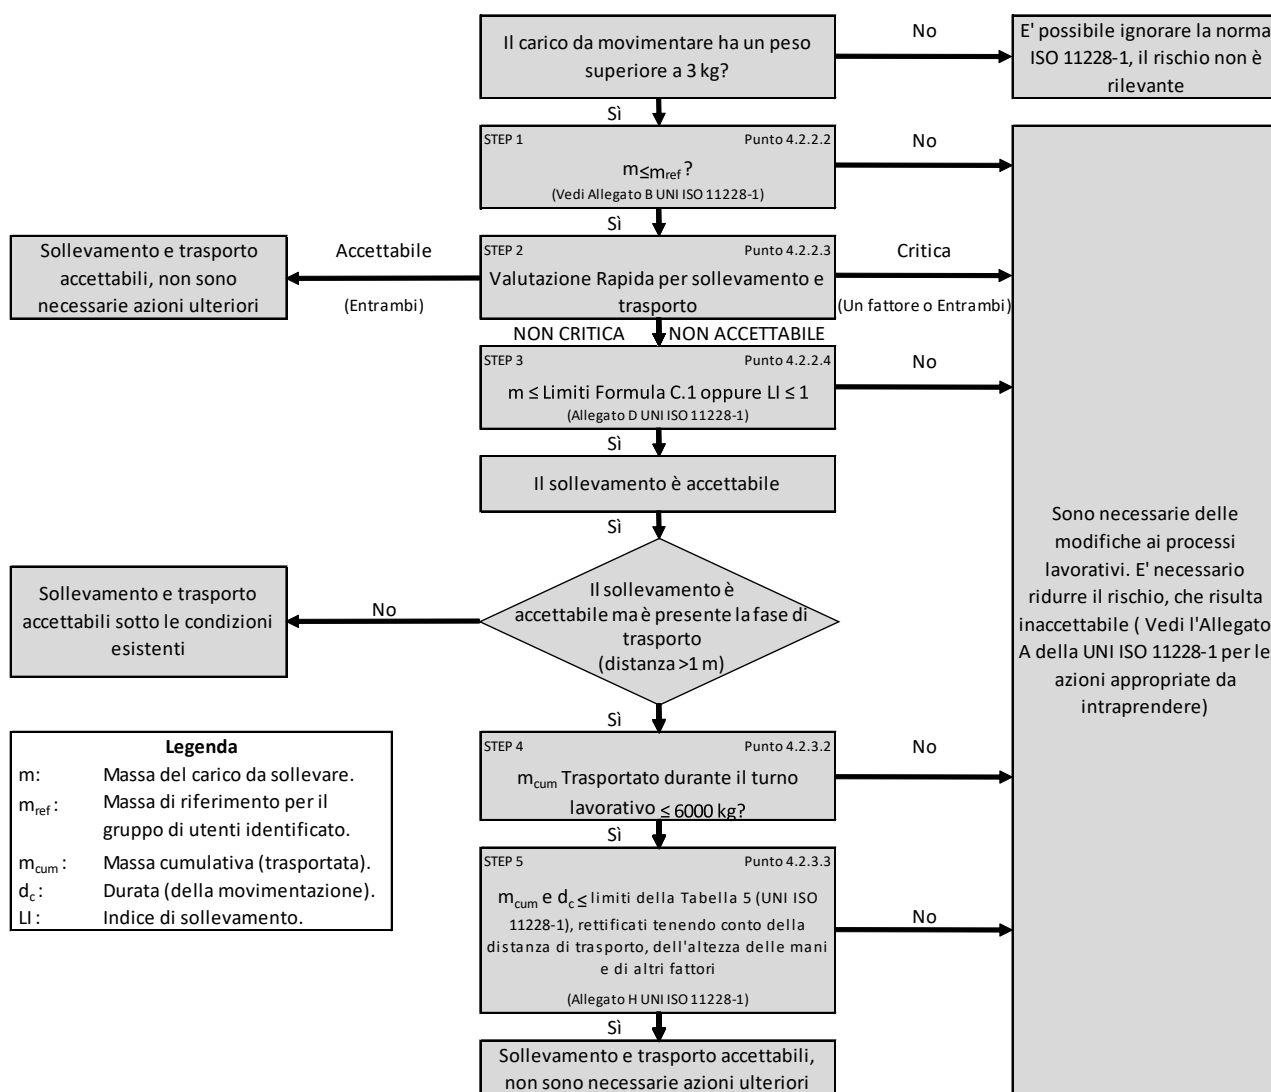 Il carico da movimentare ha un peso
superiore a 3 kg?
No
E' possibile ignorare la norma
ISO 11228-1, il rischio non è
rilevante
Sì
STEP 1
Punto 4.2.2.2
m≤mref ?
(Vedi Allegato B UNI ISO 11228-1)
No
Sì
Sollevamento e trasporto
accettabili, non sono
necessarie azioni ulteriori
Accettabile
(Entrambi)
STEP 2
Punto 4.2.2.3
Valutazione Rapida per sollevamento e
trasporto
Critica
(Un fattore o Entrambi)
NON CRITICA
NON ACCETTABILE
STEP 3
Punto 4.2.2.4
m ≤ Limiti Formula C.1 oppure LI ≤ 1
(Allegato D UNI ISO 11228-1)
No
Sì
Il sollevamento è accettabile
Sì
Il sollevamento è
accettabile ma è presente la fase di
trasporto
(distanza >1 m)
No
Sollevamento e trasporto
accettabili sotto le condizioni
esistenti
Sono necessarie delle
modifiche ai processi
lavorativi. E' necessario
ridurre il rischio, che risulta
inaccettabile ( Vedi l'Allegato
A della UNI ISO 11228-1 per le
azioni appropriate da
intraprendere)
Sì
STEP 4
Punto 4.2.3.2
mcum Trasportato durante il turno
lavorativo ≤ 6000 kg?
No
Sì
STEP 5
Punto 4.2.3.3
mcum e dc ≤ limiti della Tabella 5 (UNI ISO
11228-1), rettificati tenendo conto della
distanza di trasporto, dell'altezza delle mani
e di altri fattori
(Allegato H UNI ISO 11228-1)
No
Sì
Sollevamento e trasporto accettabili,
non sono necessarie azioni ulteriori
Legenda
m: Massa del carico da sollevare.
mref : Massa di riferimento per il
gruppo di utenti identificato.
mcum : Massa cumulativa (trasportata).
dc : Durata (della movimentazione).
LI : Indice di sollevamento.